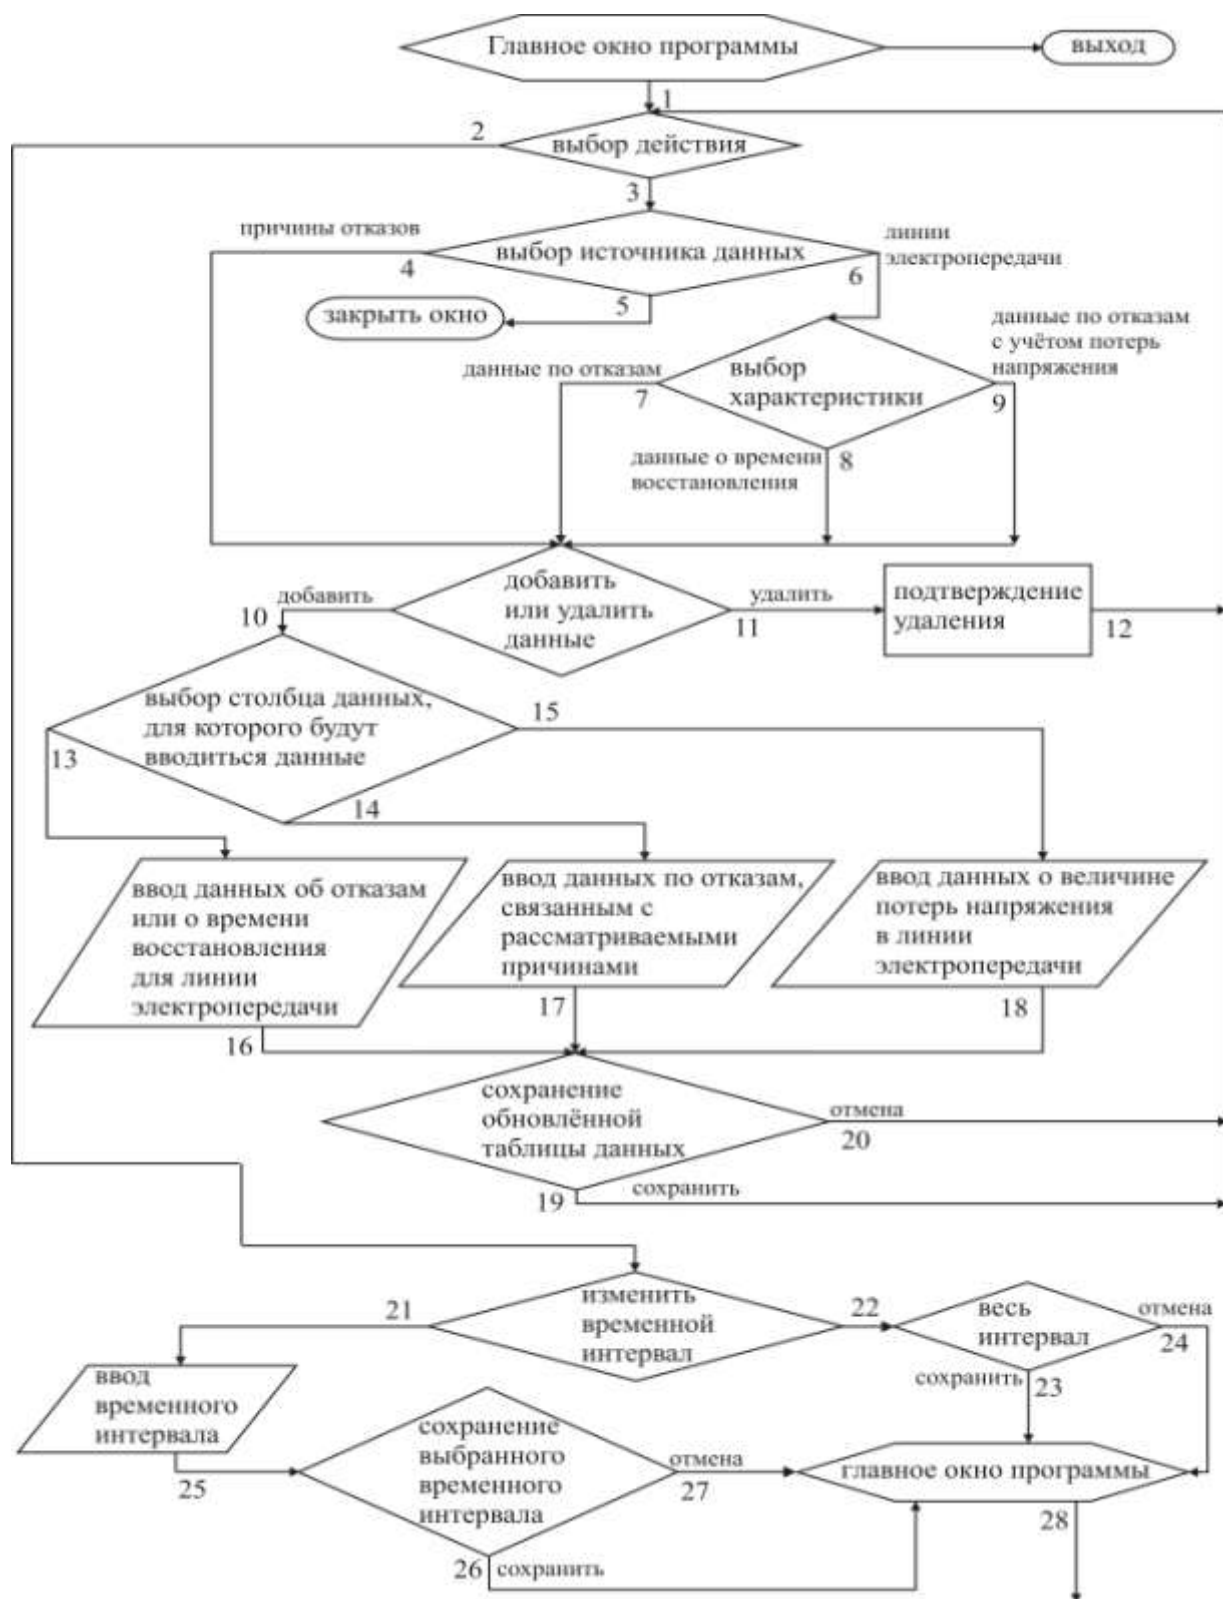 Главное окно программы
выход
1
2
выбор действия
3
причины отказов
4
выбор источника данных
линии
электропередачи
6
5
закрыть окно
данные по отказам
с учётом потерь
напряжения
данные по отказам
7
выбор
характеристики
9
данные о времени
восстановления
8
добавить
10
добавить
или удалить
данные
удалить
11
подтверждение
удаления
12
выбор столбца данных,
для которого будут
вводиться данные
15
13
14
ввод данных об отказам
или о времени
восстановления
для линии
электропередачи
ввод данных по отказам,
связанным с
рассматриваемыми
причинами
ввод данных о величине
потерь напряжения
в линии
электропередачи
16
17
18
сохранение
обновлённой
таблицы данных
отмена
20
19
сохранить
21
изменить
временной
интервал
22
весь
интервал
отмена
24
сохранить
23
ввод
временного
интервала
25
сохранение
выбранного
временного
интервала
отмена
27
главное окно программы
28
26
сохранить